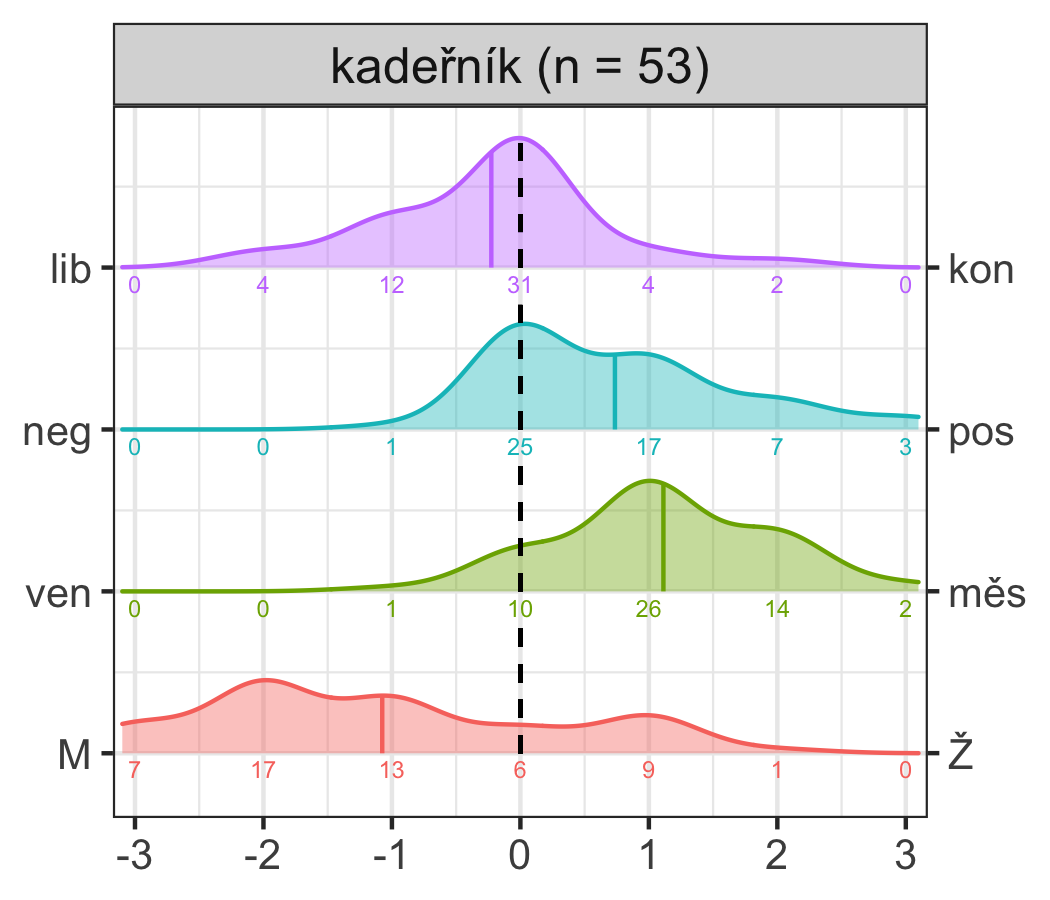 kadeřník (n = 53)
lib kon
0 4 12 31 4 2 0
neg pos
0 0 1 25 17 7 3
ven měs
0 0 1 10 26 14 2
M Ž
7 17 13 6 9 1 0
-3 -2 -1 0 1 2 3